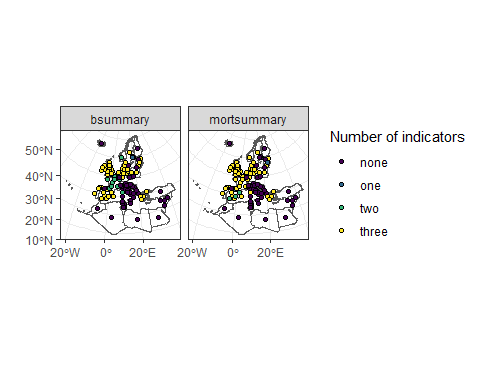 bsummary mortsummary
Number of indicators
none
one
two
three
50°N
40°N
30°N
20°N
10°N
20°W 0° 20°E 20°W 0° 20°E